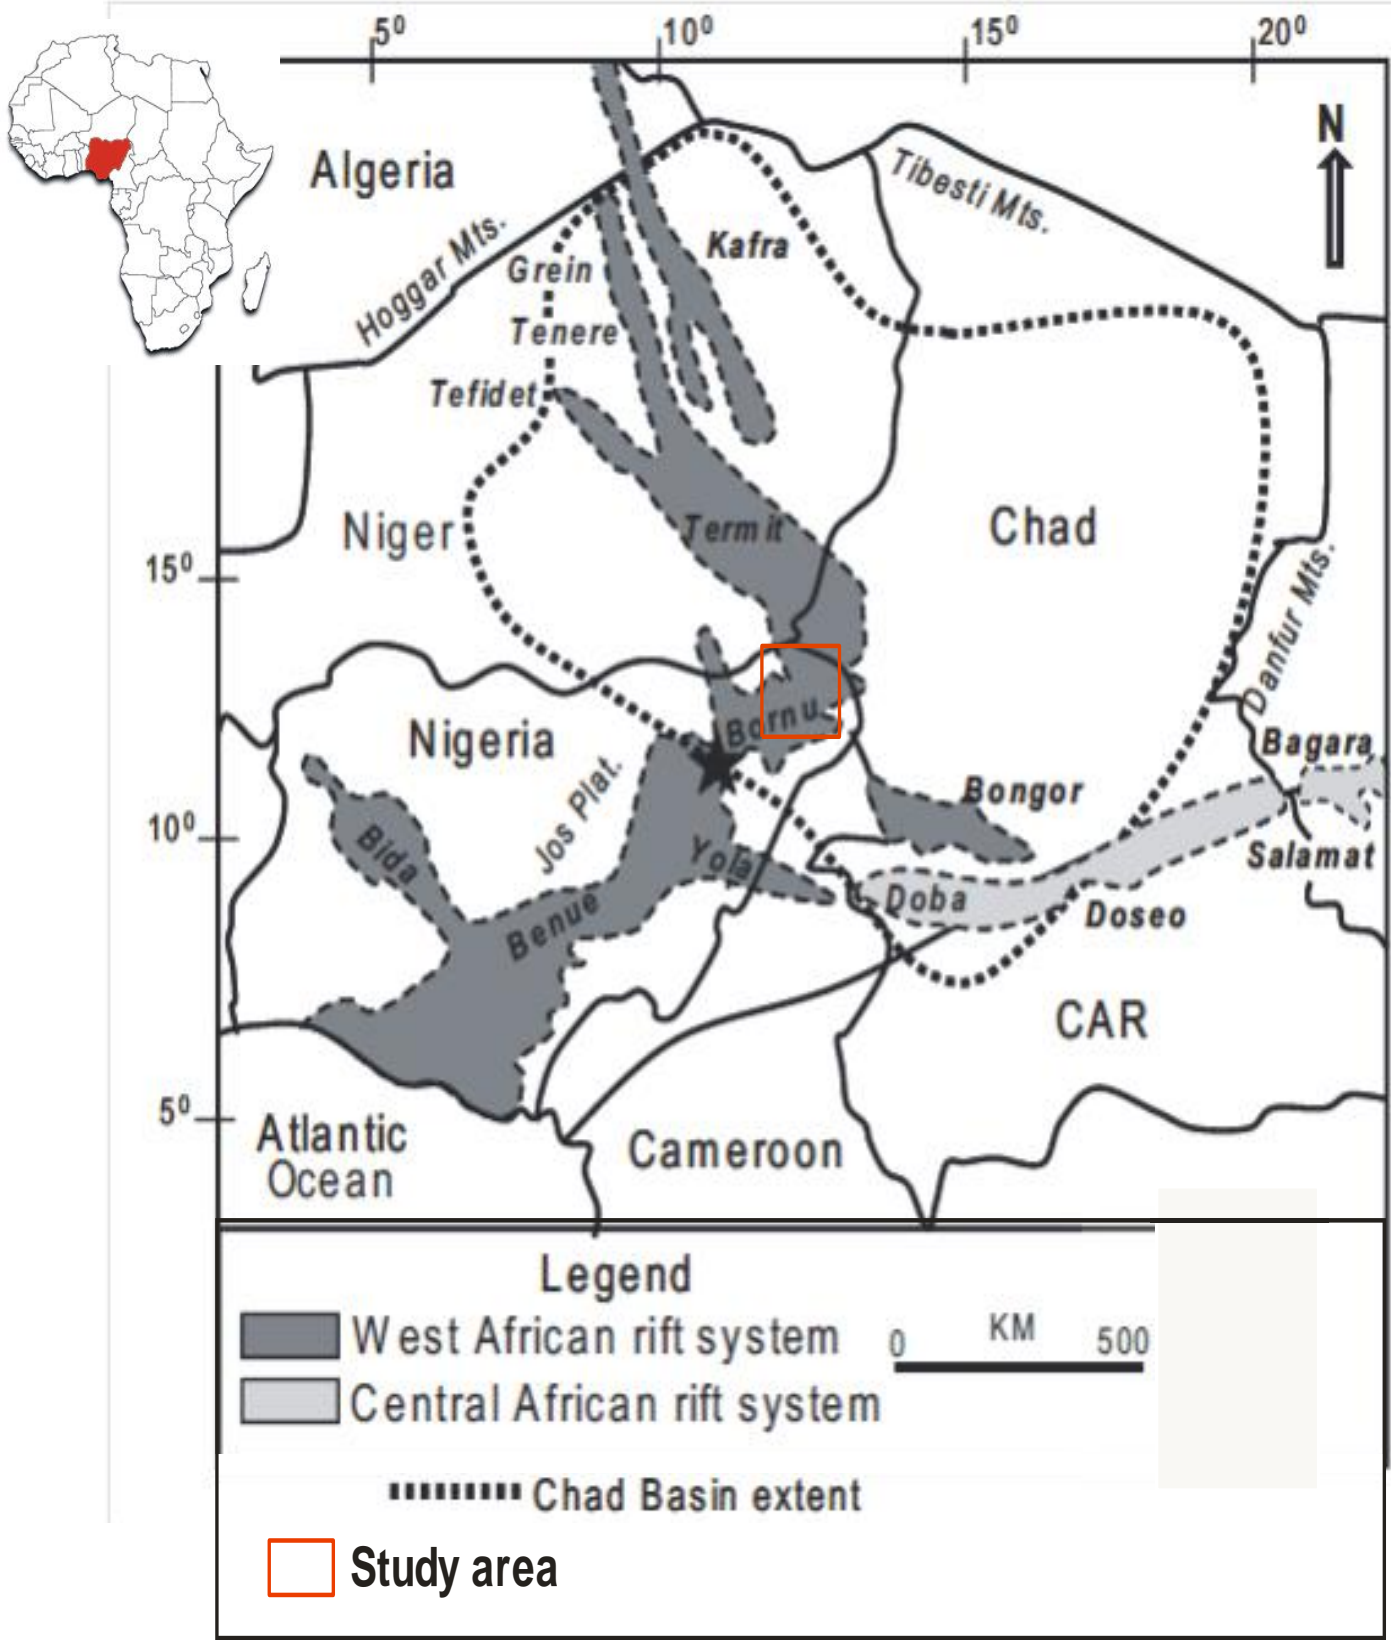 5⁰ 10⁰ 15⁰ 20⁰
N
Algeria
Tibesti Mts.
Hoggar Mts.
Kafra
Grein
Tenere
Tefidet
Niger
Termit
Chad
15⁰
Danfur Mts.
Bornu
Nigeria
Bagara
Jos Plat.
Bongor
10⁰
Bida
Yola
Salamat
Benue
Doba
Doseo
CAR
5⁰
Atlantic
Ocean
Cameroon
Legend
West African rift system
0 KM 500
Central African rift system
Chad Basin extent
Study area